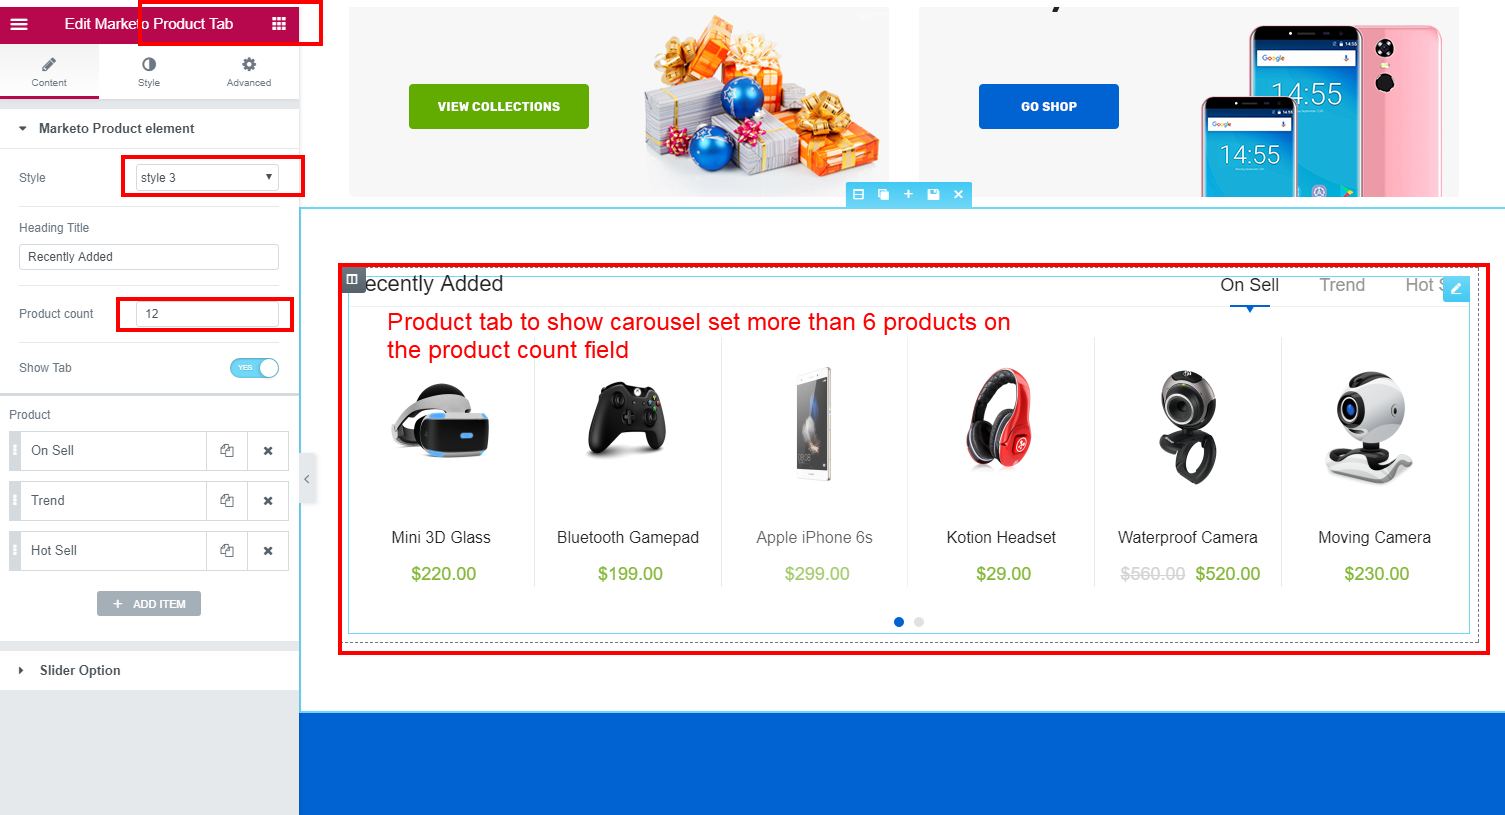 Edit Marketo Product Tab
Content
Style
Advanced
Marketo Product element
Style
style 3
Heading Title
Recently Added
Product count
12
Show Tab
YES
Product
On Sell
Trend
Hot Sell
+ ADD ITEM
Slider Option
VIEW COLLECTIONS
GO SHOP
Google
14:55
Google
14:55
14:55
ecently Added
On Sell
Trend
Hot S
Product tab to show carousel set more than 6 products on
the product count field
Mini 3D Glass
$220.00
Bluetooth Gamepad
$199.00
Apple iPhone 6s
$299.00
Kotion Headset
$29.00
Waterproof Camera
$560.00 $520.00
Moving Camera
$230.00